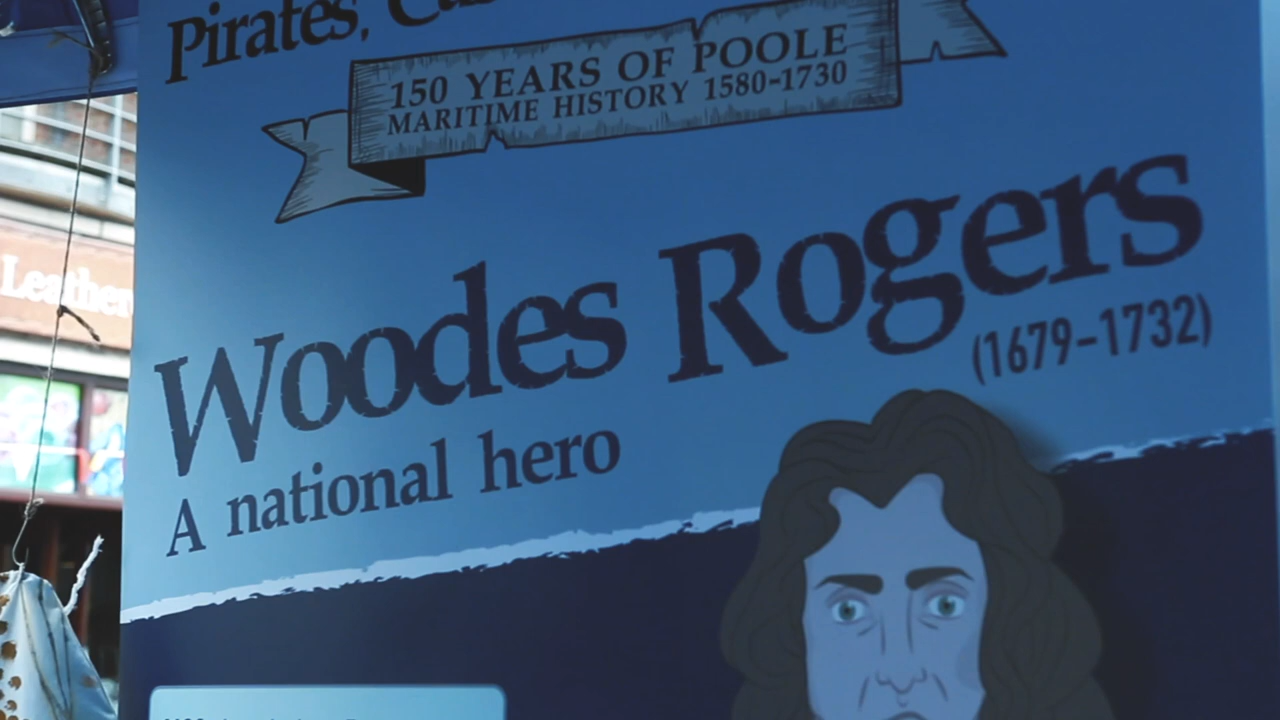 Pirates,
150 YEARS OF POOLE
MARITIME HISTORY 1580-1730
Woodes Rogers
(1679-1732)
A national hero
Leather